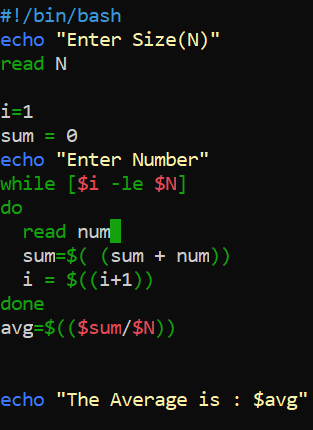 #!/bin/bash
echo "Enter Size(N)"
read N
i=1
sum = 0
echo "Enter Number"
while [$i -le $N]
do
  read num
  sum=$( (sum + num))
  i = $((i+1))
done
avg=$(($sum/$N))
echo "The Average is : $avg"